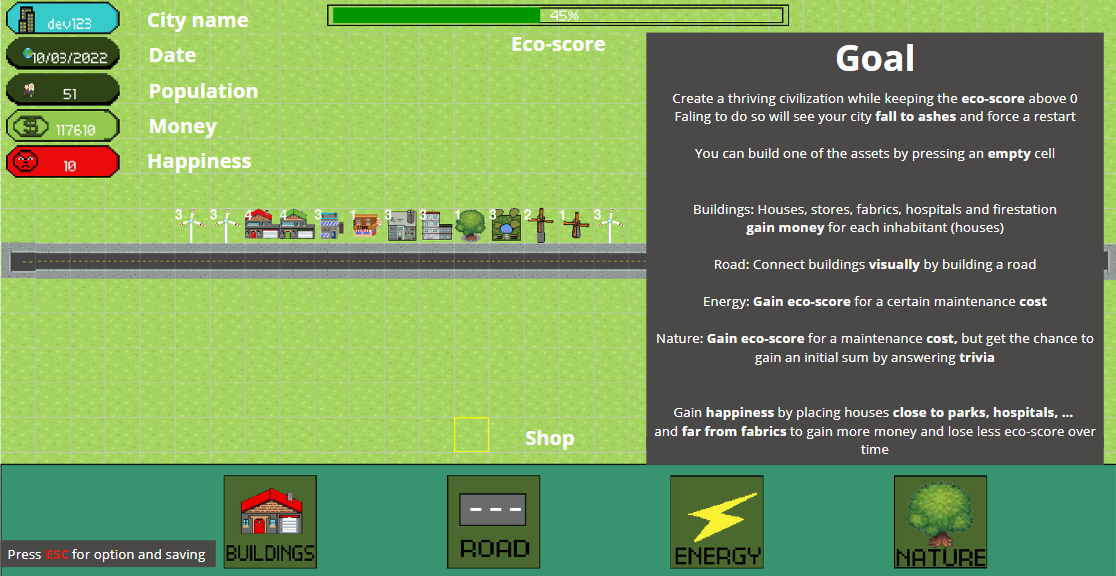 dev123
City name
45%
Eco-score
10/03/2022
Date
51
Population
117610
Money
10
Happiness
3 3 4 4 3 1 3 3 1 3 2 1 3
Goal
Create a thriving civilization while keeping the eco-score above 0
Faling to do so will see your city fall to ashes and force a restart
You can build one of the assets by pressing an empty cell
Buildings: Houses, stores, fabrics, hospitals and firestation
gain money for each inhabitant (houses)
Road: Connect buildings visually by building a road
Energy: Gain eco-score for a certain maintenance cost
Nature: Gain eco-score for a maintenance cost, but get the chance to
gain an initial sum by answering trivia
Gain happiness by placing houses close to parks, hospitals, ...
and far from fabrics to gain more money and lose less eco-score over
time
Shop
Press ESC for option and saving
BUILDINGS
ROAD
ENERGY
NATURE